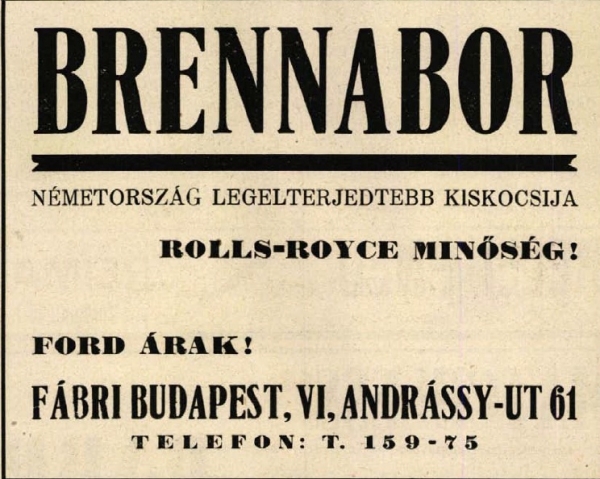 BRENNABOR
NÉMETORSZÁG LEGELTERJEDTEBB KISKOCSIJA
ROLLS-ROYCE MINŐSÉG!
FORD ÁRAK!
FÁBRI BUDAPEST, VI, ANDRÁSSY-UT 61
TELEFON: T. 159-75